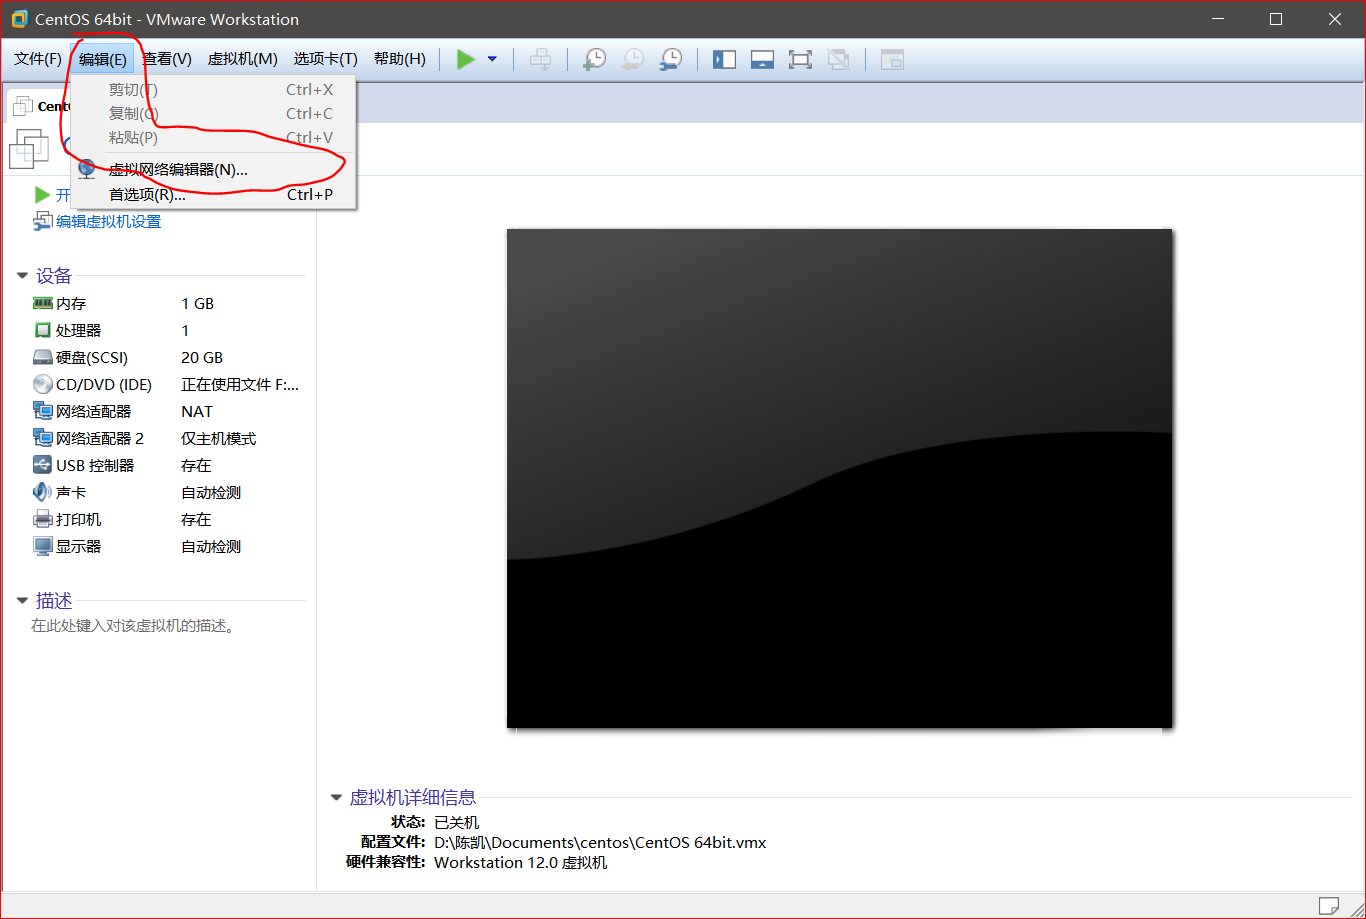 CentOS 64bit - VMware Workstation
文件(F) 编辑(E) 查看(V) 虚拟机(M) 选项卡(T) 帮助(H)
剪切(T) Ctrl+X
复制(C) Ctrl+C
粘贴(P) Ctrl+V
虚拟网络编辑器(N)...
首选项(R)... Ctrl+P
编辑虚拟机设置
设备
内存 1 GB
处理器 1
硬盘(SCSI) 20 GB
CD/DVD (IDE) 正在使用文件 F:...
网络适配器 NAT
网络适配器 2 仅主机模式
USB 控制器 存在
声卡 自动检测
打印机 存在
显示器 自动检测
描述
在此处键入对该虚拟机的描述。
虚拟机详细信息
状态: 已关机
配置文件: D:\陈凯\Documents\centos\CentOS 64bit.vmx
硬件兼容性: Workstation 12.0 虚拟机